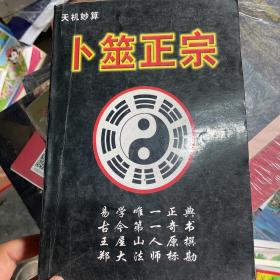 天机妙算
卜筮正宗
易学唯一正典
古今第一奇书
王屋山人原撰
郑大法师标勘